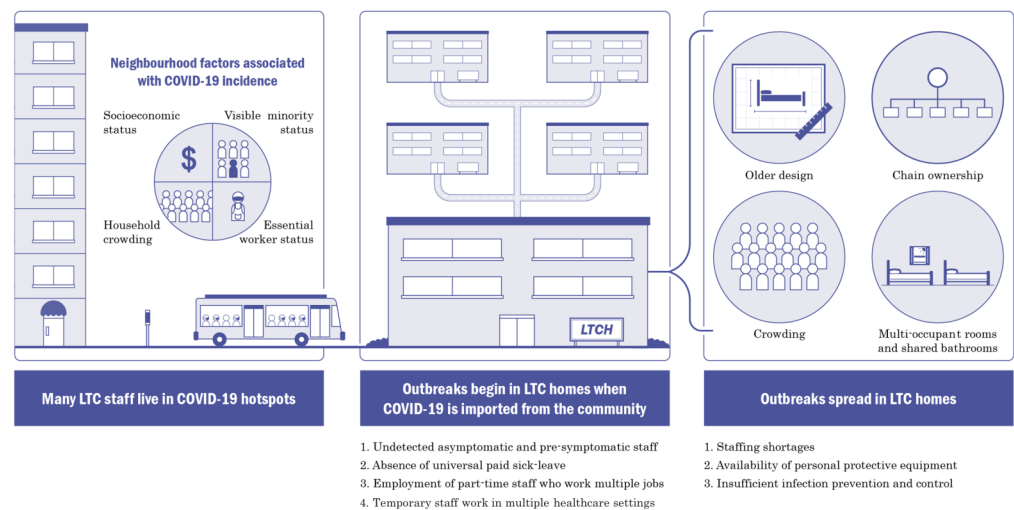 Neighbourhood factors associated
with COVID-19 incidence
Socioeconomic
status
Visible minority
status
$
Household
crowding
Essential
worker status
Many LTC staff live in COVID-19 hotspots
LTCH
Outbreaks begin in LTC homes when
COVID-19 is imported from the community
1. Undetected asymptomatic and pre-symptomatic staff
2. Absence of universal paid sick-leave
3. Employment of part-time staff who work multiple jobs
4. Temporary staff work in multiple healthcare settings
Older design
Chain ownership
Crowding
Multi-occupant rooms
and shared bathrooms
Outbreaks spread in LTC homes
1. Staffing shortages
2. Availability of personal protective equipment
3. Insufficient infection prevention and control